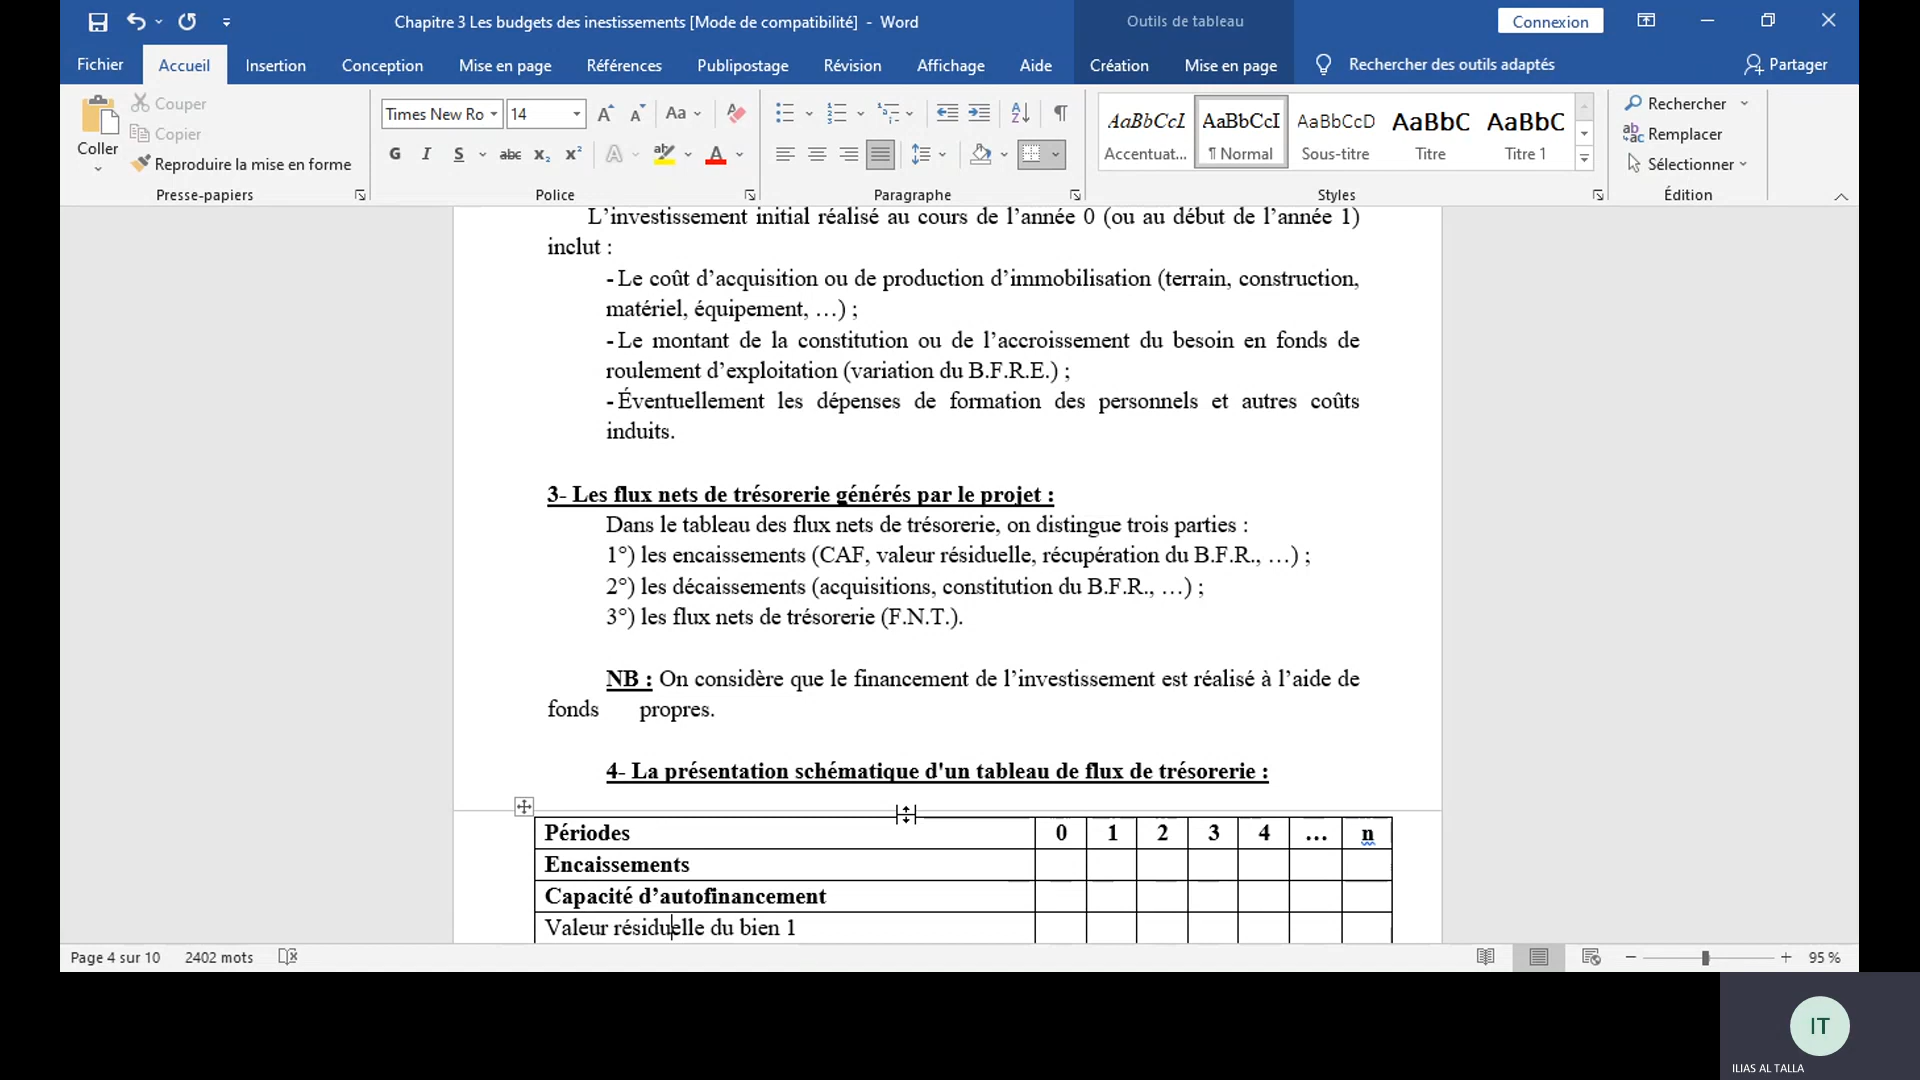 Chapitre 3 Les budgets des inestissements [Mode de compatibilité] - Word
Outils de tableau
Connexion
Fichier Accueil Insertion Conception Mise en page Références Publipostage Révision Affichage Aide Création Mise en page Rechercher des outils adaptés Partager
Coller
Couper
Copier
Reproduire la mise en forme
Presse-papiers
Times New Ro 14
G I S abc x₂ x²
Police
Paragraphe
AaBbCcI AaBbCcI AaBbCcD AaBbC AaBbC
Accentuat... ¶ Normal Sous-titre Titre Titre 1
Styles
Rechercher
Remplacer
Sélectionner
Édition
L’investissement initial réalisé au cours de l’année 0 (ou au début de l’année 1)
inclut :
- Le coût d’acquisition ou de production d’immobilisation (terrain, construction,
matériel, équipement, …) ;
- Le montant de la constitution ou de l’accroissement du besoin en fonds de
roulement d’exploitation (variation du B.F.R.E.) ;
- Éventuellement les dépenses de formation des personnels et autres coûts
induits.
3- Les flux nets de trésorerie générés par le projet :
Dans le tableau des flux nets de trésorerie, on distingue trois parties :
1°) les encaissements (CAF, valeur résiduelle, récupération du B.F.R., …) ;
2°) les décaissements (acquisitions, constitution du B.F.R., …) ;
3°) les flux nets de trésorerie (F.N.T.).
NB : On considère que le financement de l’investissement est réalisé à l’aide de
fonds propres.
4- La présentation schématique d'un tableau de flux de trésorerie :
Périodes 0 1 2 3 4 … n
Encaissements
Capacité d’autofinancement
Valeur résiduelle du bien 1
Page 4 sur 10 2402 mots 95 %
IT
ILIAS AL TALLA